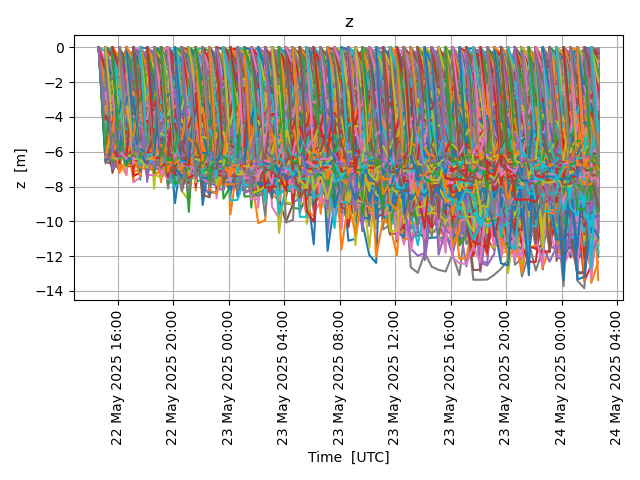 z
0
−2
−4
−6
−8
−10
−12
−14
z [m]
22 May 2025 16:00
22 May 2025 20:00
23 May 2025 00:00
23 May 2025 04:00
23 May 2025 08:00
23 May 2025 12:00
23 May 2025 16:00
23 May 2025 20:00
24 May 2025 00:00
24 May 2025 04:00
Time [UTC]